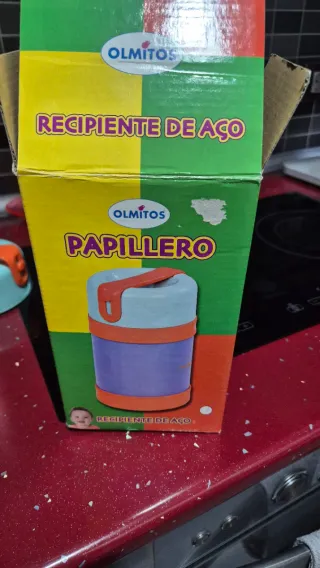 OLMITOS
RECIPIENTE DE AÇO
OLMITOS
PAPILLERO
RECIPIENTE DE AÇO